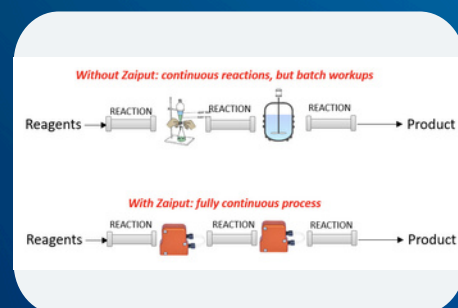 Without Zaiput: continuous reactions, but batch workups
REACTION REACTION REACTION
Reagents Product
With Zaiput: fully continuous process
REACTION REACTION REACTION
Reagents Product